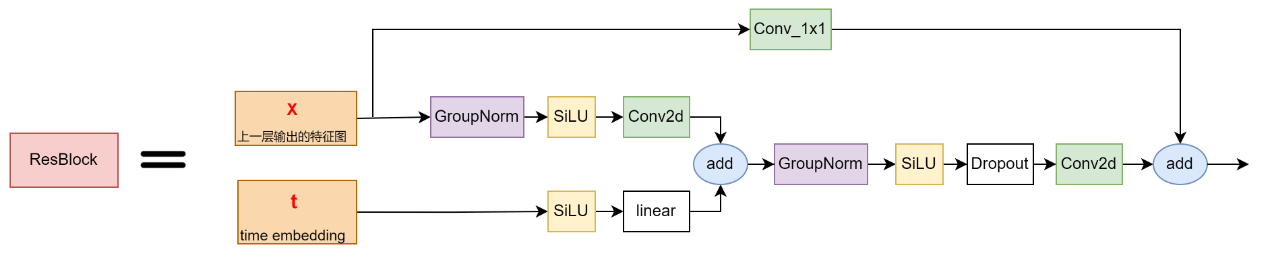 Conv_1x1
X
上一层输出的特征图
GroupNorm
SiLU
Conv2d
ResBlock
=
add
GroupNorm
SiLU
Dropout
Conv2d
add
t
time embedding
SiLU
linear